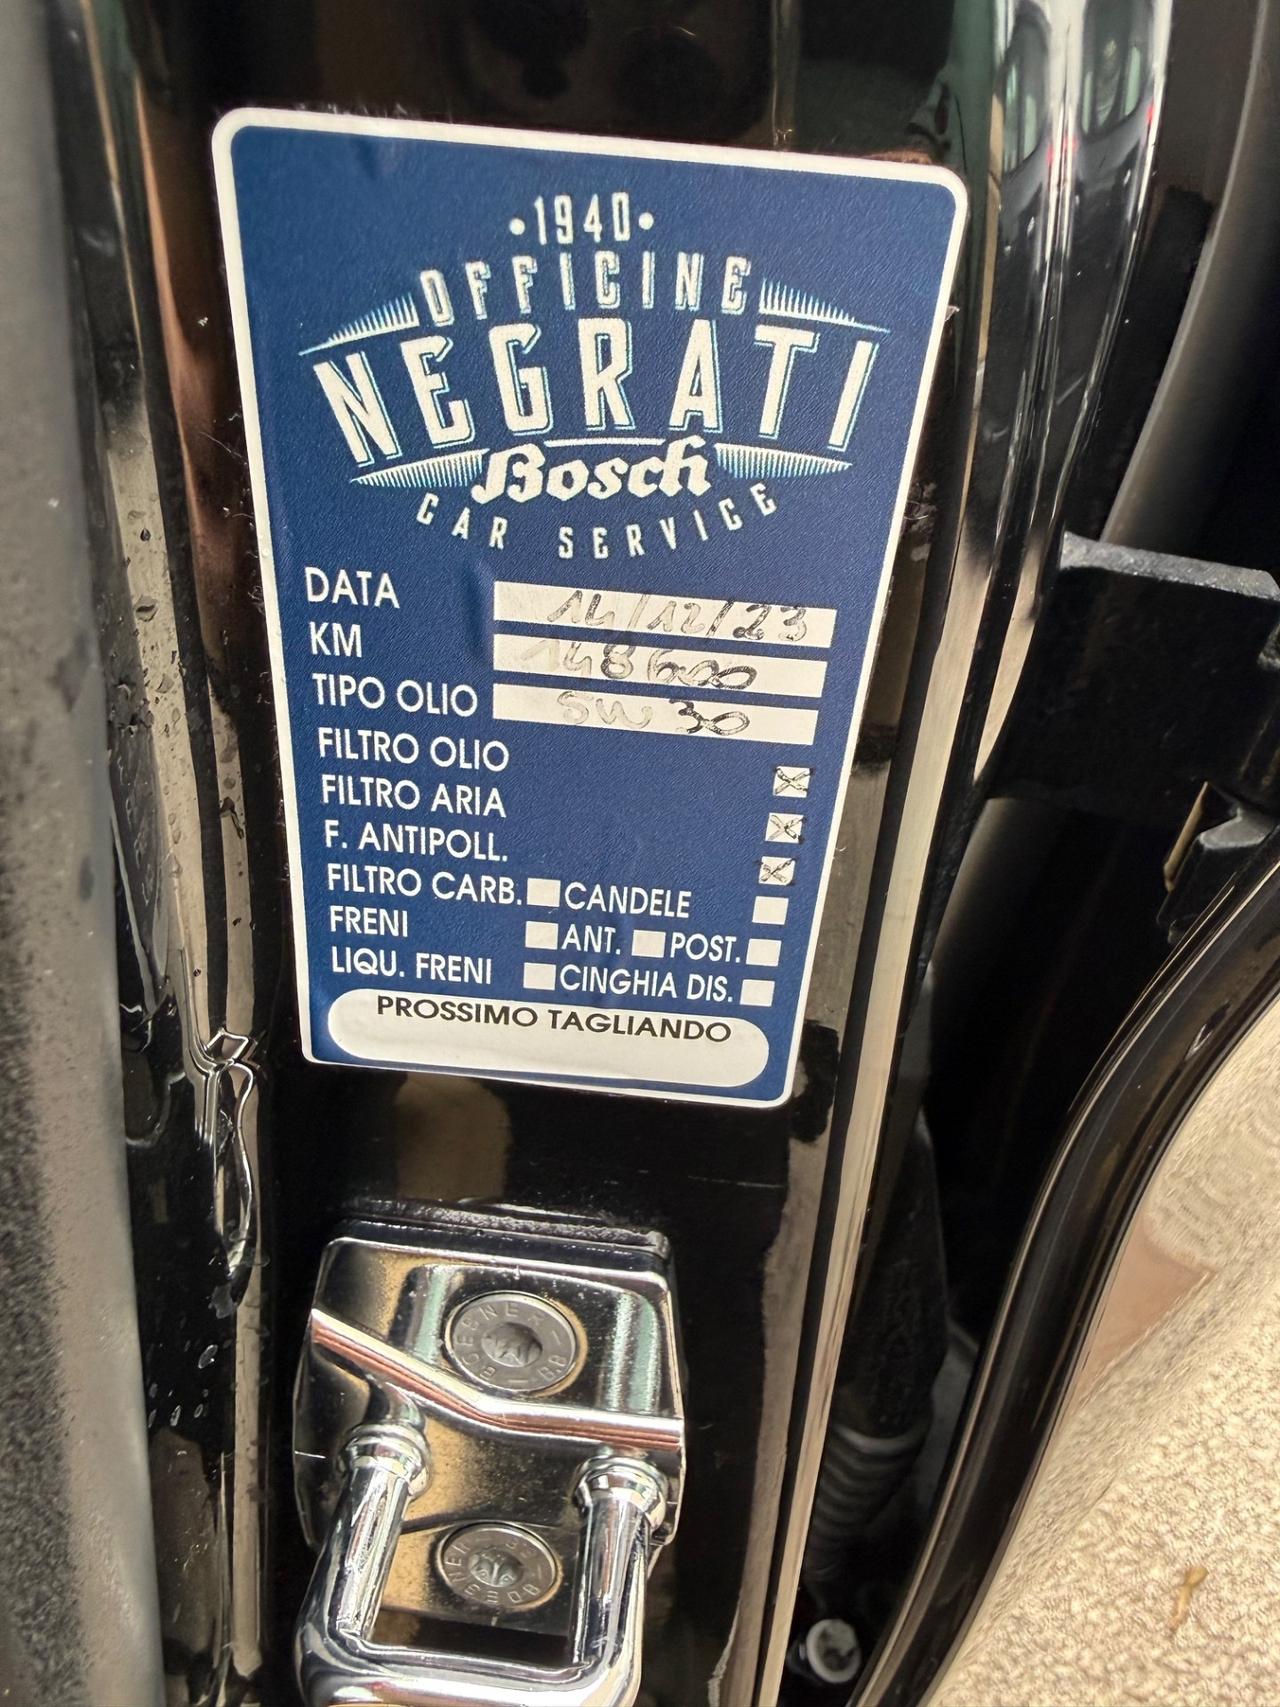 •1940•
OFFICINE
NEGRATI
Bosch
CAR SERVICE
DATA 14/12/23
KM 148600
TIPO OLIO 5W30
FILTRO OLIO
FILTRO ARIA
F. ANTIPOLL.
FILTRO CARB. CANDELE
FRENI ANT. POST.
LIQU. FRENI CINGHIA DIS.
PROSSIMO TAGLIANDO